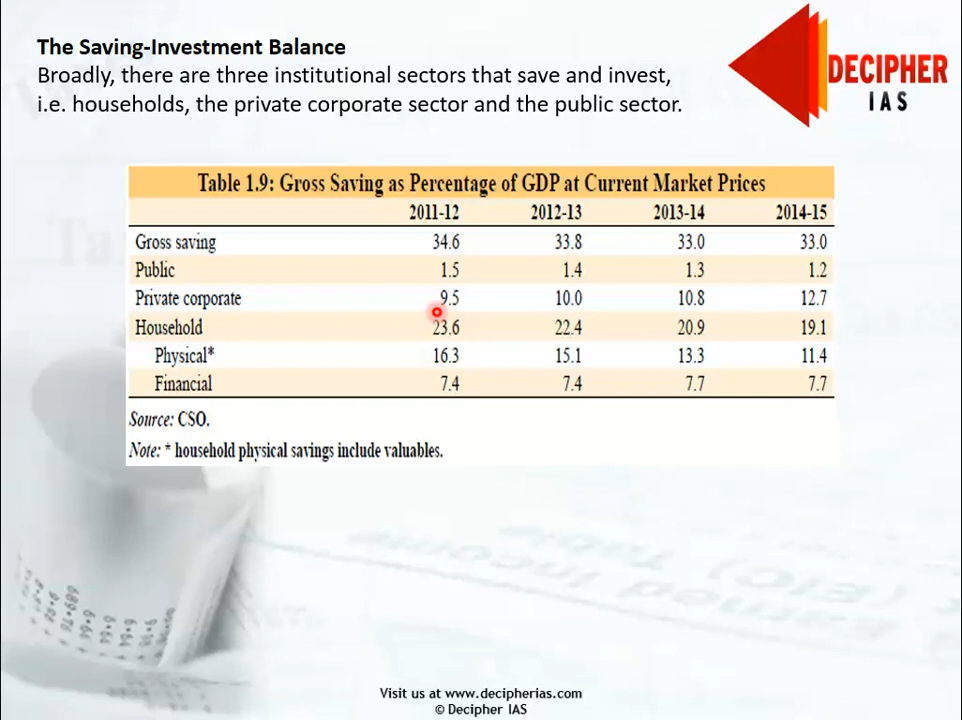 The Saving-Investment Balance
Broadly, there are three institutional sectors that save and invest,
i.e. households, the private corporate sector and the public sector.
DECIPHER
IAS
Table 1.9: Gross Saving as Percentage of GDP at Current Market Prices
2011-12 2012-13 2013-14 2014-15
Gross saving 34.6 33.8 33.0 33.0
Public 1.5 1.4 1.3 1.2
Private corporate 9.5 10.0 10.8 12.7
Household 23.6 22.4 20.9 19.1
Physical* 16.3 15.1 13.3 11.4
Financial 7.4 7.4 7.7 7.7
Source: CSO.
Note: * household physical savings include valuables.
Visit us at www.decipherias.com
© Decipher IAS